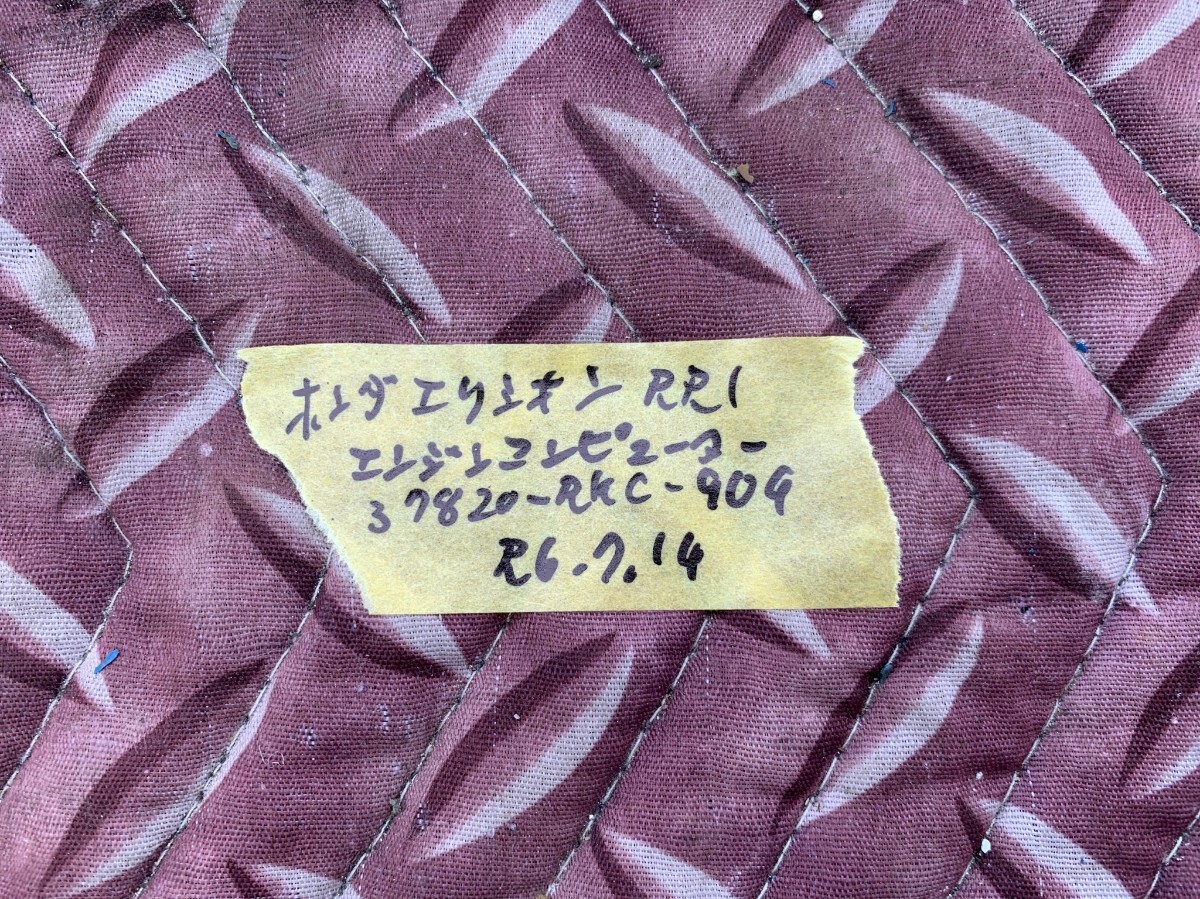 ホンダエリシオン RR1
エンジンコンピューター
37820-RKC-904
R6.7.14